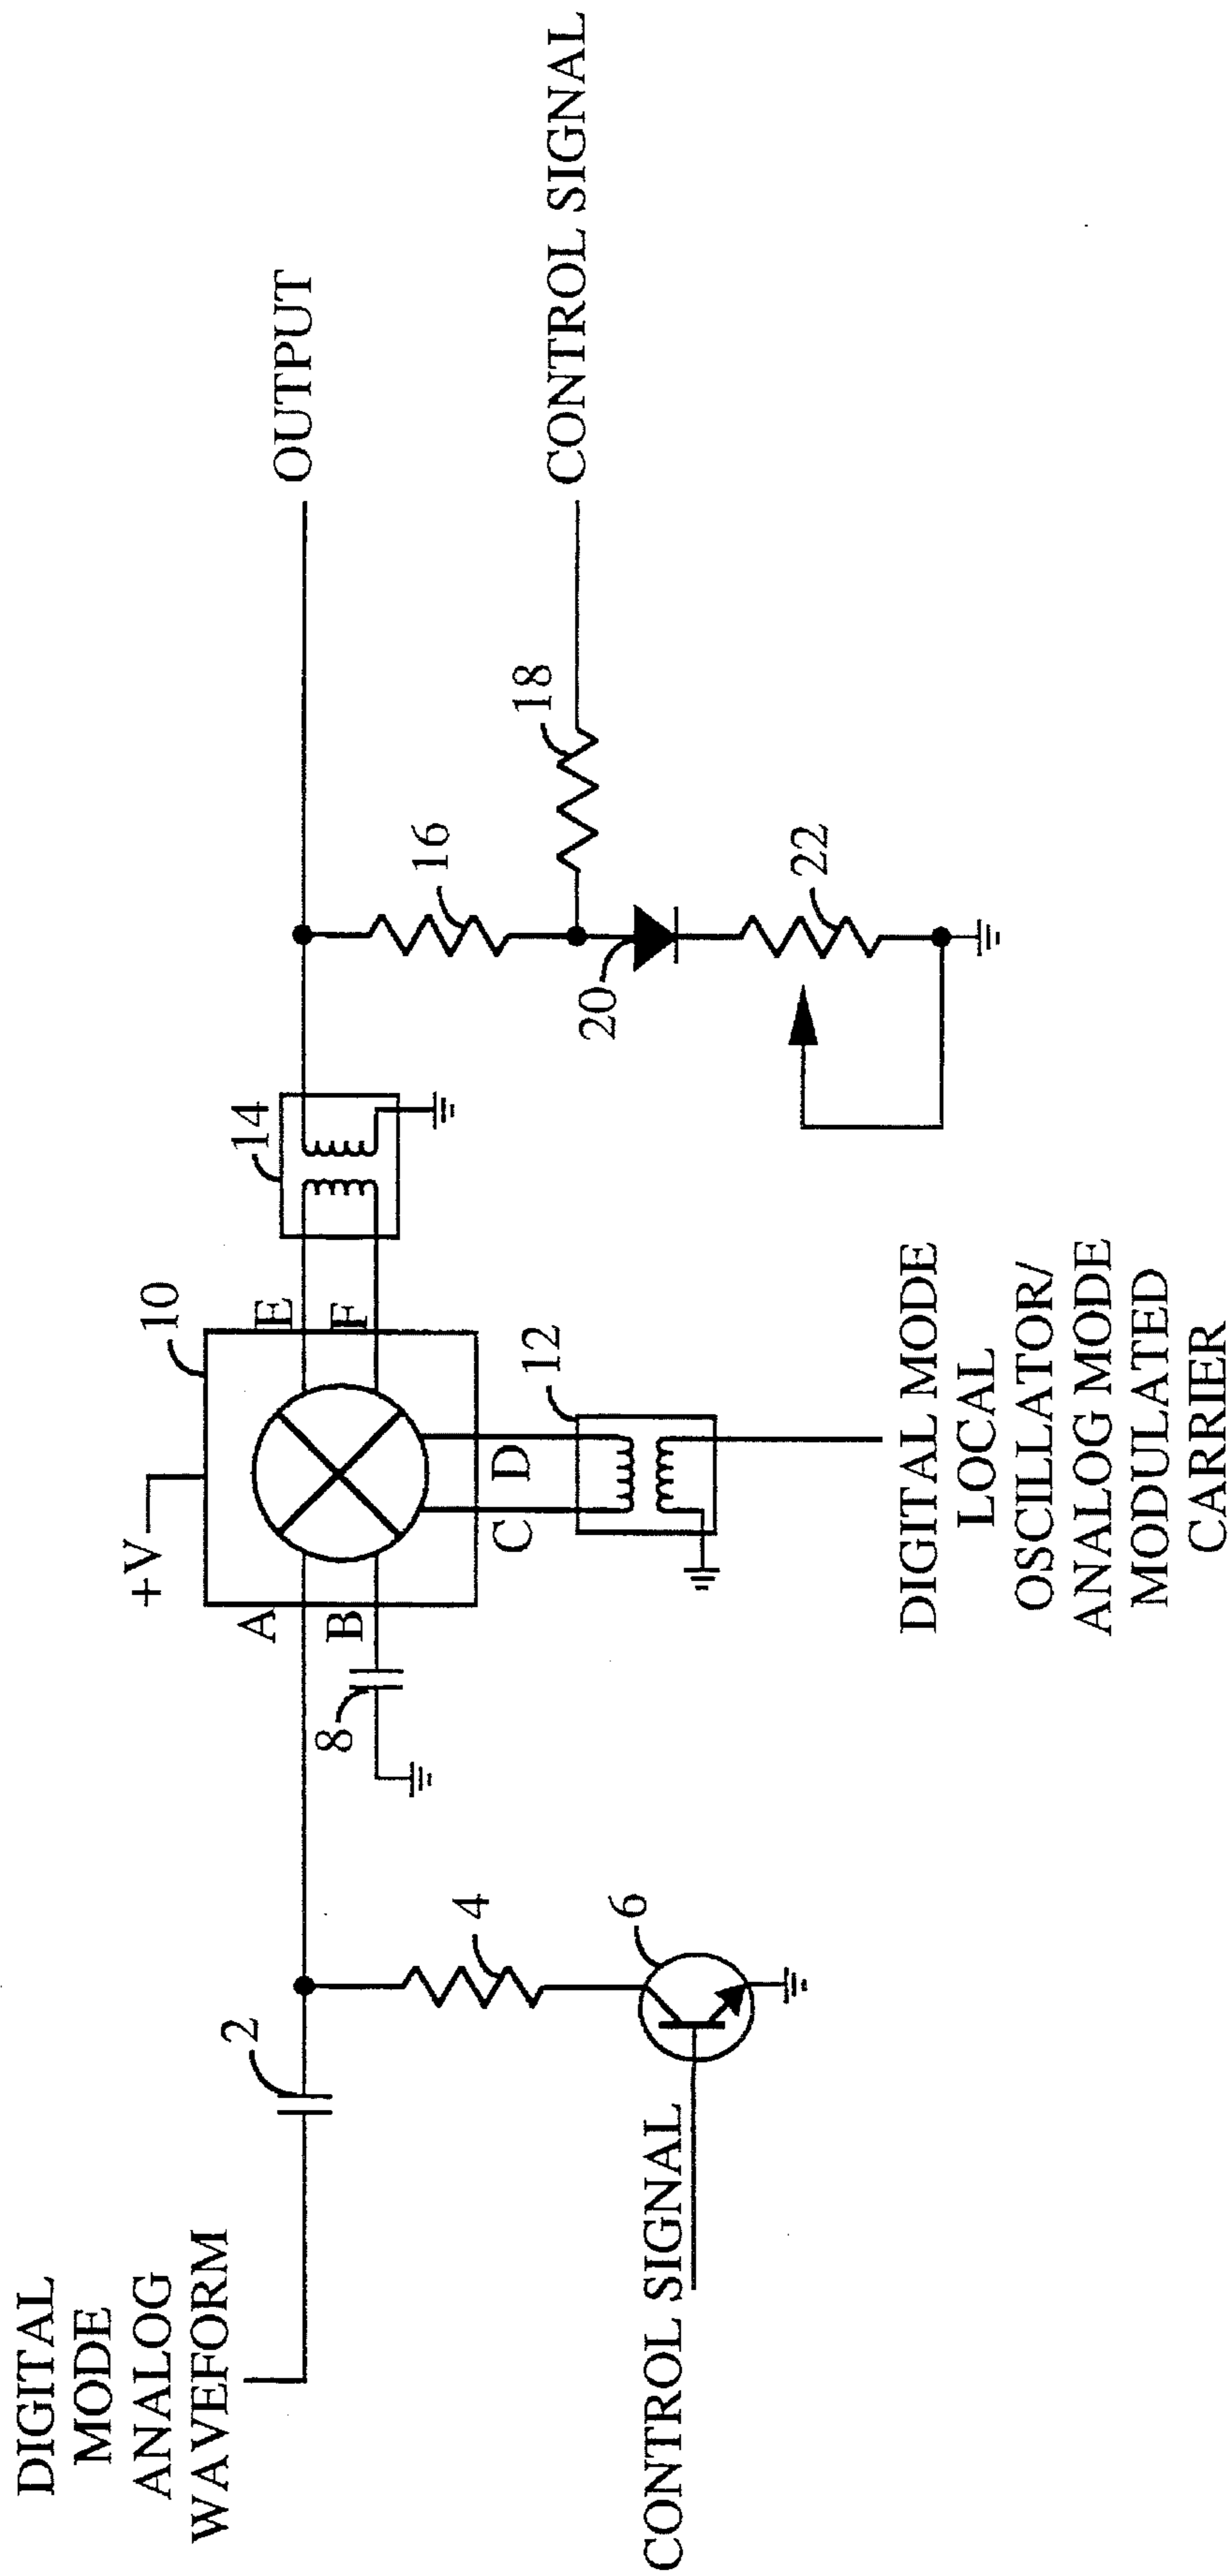 DIGITAL
MODE
ANALOG
WAVEFORM
2
4
6
CONTROL SIGNAL
8
+V
10
A
B
C
D
E
F
12
DIGITAL MODE
LOCAL
OSCILLATOR/
ANALOG MODE
MODULATED
CARRIER
14
16
18
20
22
OUTPUT
CONTROL SIGNAL